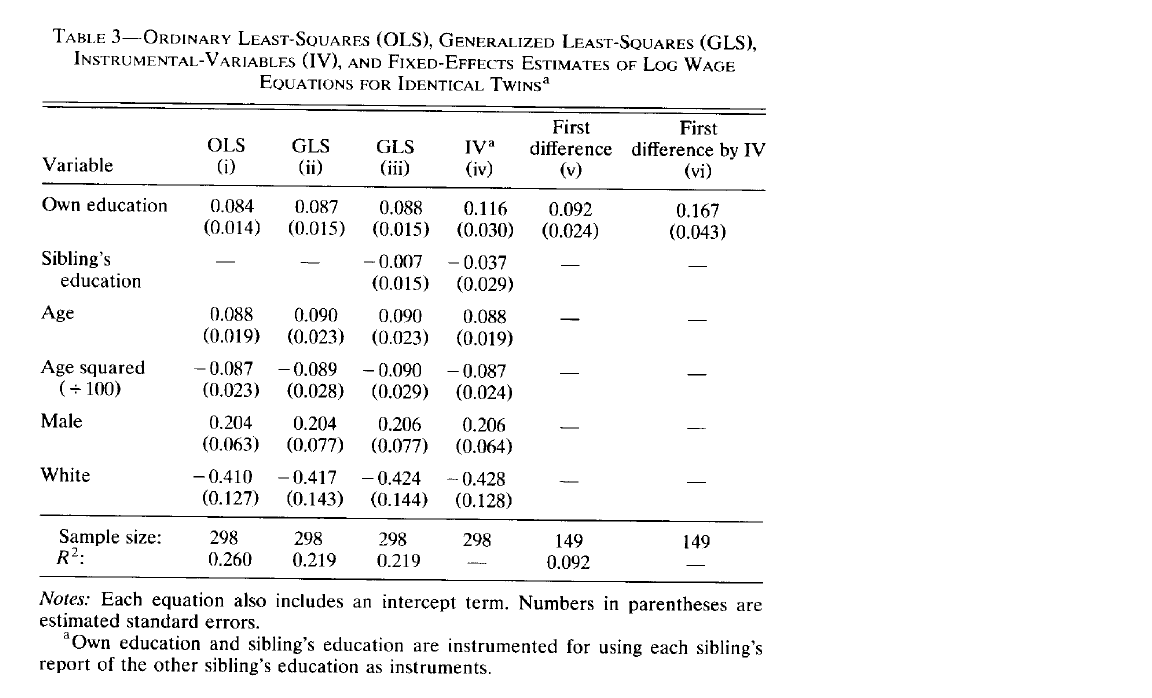 TABLE 3—ORDINARY LEAST-SQUARES (OLS), GENERALIZED LEAST-SQUARES (GLS),
INSTRUMENTAL-VARIABLES (IV), AND FIXED-EFFECTS ESTIMATES OF LOG WAGE
EQUATIONS FOR IDENTICAL TWINSa
First First
OLS GLS GLS IVa difference difference by IV
Variable (i) (ii) (iii) (iv) (v) (vi)
Own education 0.084 0.087 0.088 0.116 0.092 0.167
(0.014) (0.015) (0.015) (0.030) (0.024) (0.043)
Sibling's — — −0.007 −0.037 — —
education (0.015) (0.029)
Age 0.088 0.090 0.090 0.088 — —
(0.019) (0.023) (0.023) (0.019)
Age squared −0.087 −0.089 −0.090 −0.087 — —
(÷100) (0.023) (0.028) (0.029) (0.024)
Male 0.204 0.204 0.206 0.206 — —
(0.063) (0.077) (0.077) (0.064)
White −0.410 −0.417 −0.424 −0.428 — —
(0.127) (0.143) (0.144) (0.128)
Sample size: 298 298 298 298 149 149
R2: 0.260 0.219 0.219 — 0.092 —
Notes: Each equation also includes an intercept term. Numbers in parentheses are
estimated standard errors.
aOwn education and sibling's education are instrumented for using each sibling's
report of the other sibling's education as instruments.